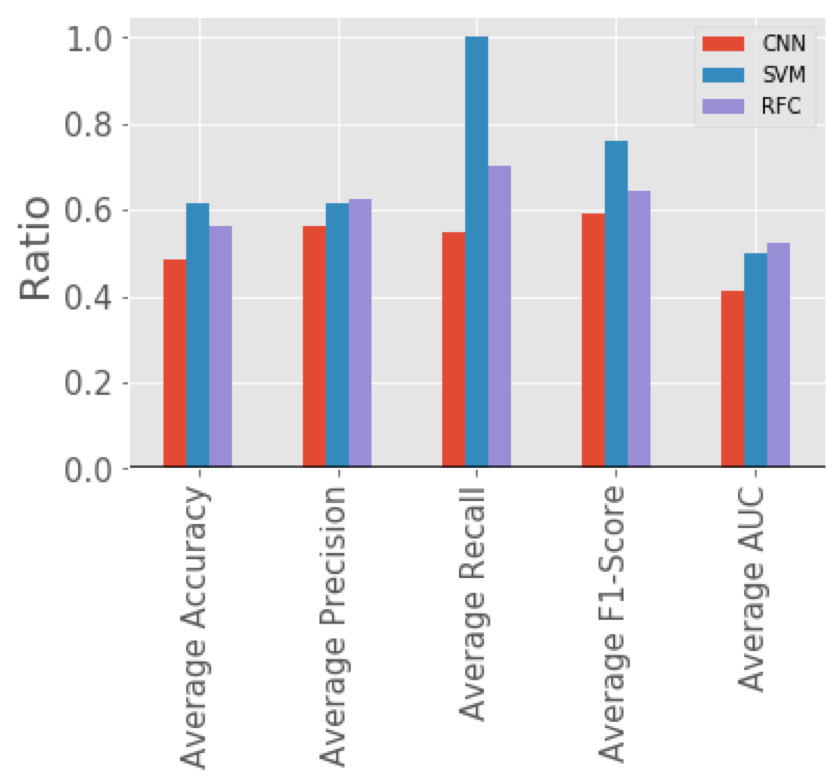 1.0
0.8
0.6
0.4
0.2
0.0
Ratio
CNN
SVM
RFC
Average Accuracy
Average Precision
Average Recall
Average F1-Score
Average AUC